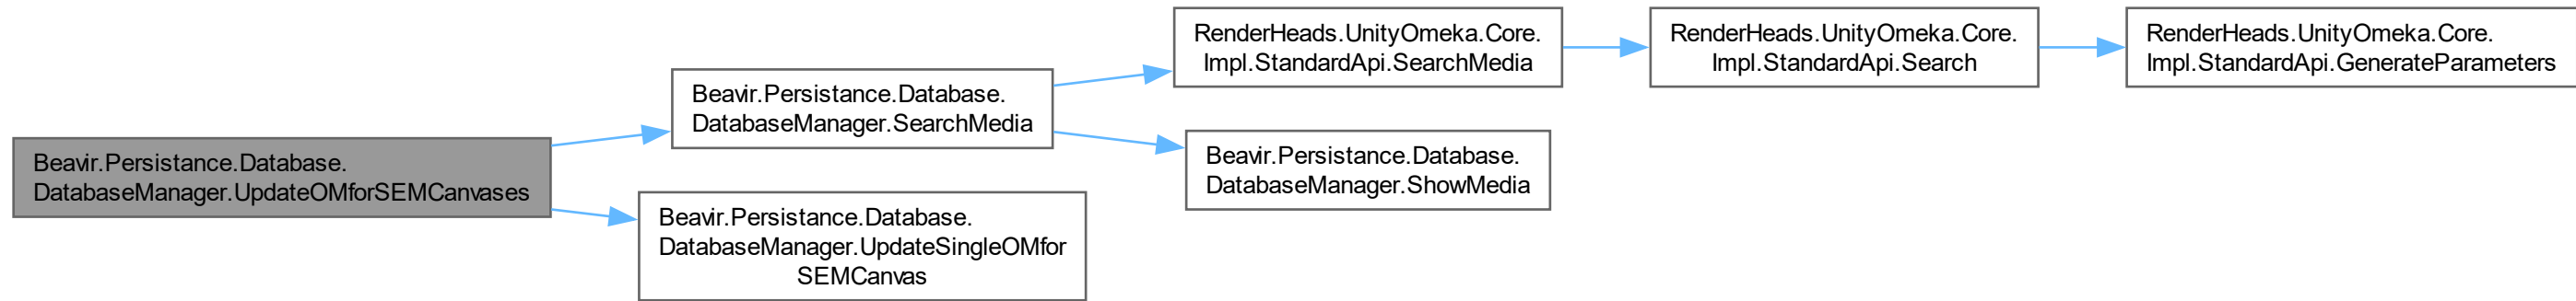 Beavir.Persistance.Database.
DatabaseManager.UpdateOMforSEMCanvases
Beavir.Persistance.Database.
DatabaseManager.SearchMedia
RenderHeads.UnityOmeka.Core.
Impl.StandardApi.SearchMedia
RenderHeads.UnityOmeka.Core.
Impl.StandardApi.Search
RenderHeads.UnityOmeka.Core.
Impl.StandardApi.GenerateParameters
Beavir.Persistance.Database.
DatabaseManager.ShowMedia
Beavir.Persistance.Database.
DatabaseManager.UpdateSingleOMfor
SEMCanvas